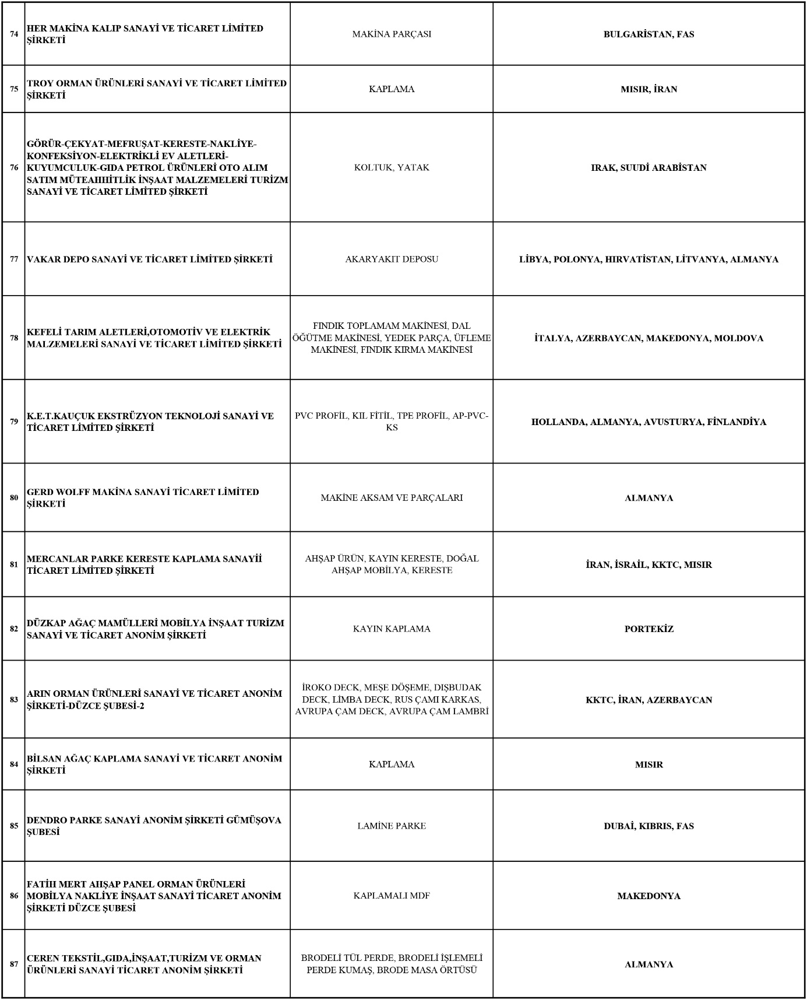 74
HER MAKİNA KALIP SANAYİ VE TİCARET LİMİTED
ŞİRKETİ
MAKİNA PARÇASI
BULGARİSTAN, FAS
75
TROY ORMAN ÜRÜNLERİ SANAYİ VE TİCARET LİMİTED
ŞİRKETİ
KAPLAMA
MISIR, İRAN
76
GÖRÜR-ÇEKYAT-MEFRUŞAT-KERESTE-NAKLİYE-
KONFEKSİYON-ELEKTRİKLİ EV ALETLERİ-
KUYUMCULUK-GIDA PETROL ÜRÜNLERİ OTO ALIM
SATIM MÜTEAHHİTLİK İNŞAAT MALZEMELERİ TURİZM
SANAYİ VE TİCARET LİMİTED ŞİRKETİ
KOLTUK, YATAK
IRAK, SUUDİ ARABİSTAN
77
VAKAR DEPO SANAYİ VE TİCARET LİMİTED ŞİRKETİ
AKARYAKIT DEPOSU
LİBYA, POLONYA, HIRVATİSTAN, LİTVANYA, ALMANYA
78
KEFELİ TARIM ALETLERİ,OTOMOTİV VE ELEKTRİK
MALZEMELERİ SANAYİ VE TİCARET LİMİTED ŞİRKETİ
FINDIK TOPLAMAM MAKİNESİ, DAL
ÖĞÜTME MAKİNESİ, YEDEK PARÇA, ÜFLEME
MAKİNESİ, FINDIK KIRMA MAKİNESİ
İTALYA, AZERBAYCAN, MAKEDONYA, MOLDOVA
79
K.E.T.KAUÇUK EKSTRÜZYON TEKNOLOJİ SANAYİ VE
TİCARET LİMİTED ŞİRKETİ
PVC PROFİL, KIL FİTİL, TPE PROFİL, AP-PVC-
KS
HOLLANDA, ALMANYA, AVUSTURYA, FİNLANDİYA
80
GERD WOLFF MAKİNA SANAYİ TİCARET LİMİTED
ŞİRKETİ
MAKİNE AKSAM VE PARÇALARI
ALMANYA
81
MERCANLAR PARKE KERESTE KAPLAMA SANAYİİ
TİCARET LİMİTED ŞİRKETİ
AHŞAP ÜRÜN, KAYIN KERESTE, DOĞAL
AHŞAP MOBİLYA, KERESTE
İRAN, İSRAİL, KKTC, MISIR
82
DÜZKAP AĞAÇ MAMÜLLERİ MOBİLYA İNŞAAT TURİZM
SANAYİ VE TİCARET ANONİM ŞİRKETİ
KAYIN KAPLAMA
PORTEKİZ
83
ARIN ORMAN ÜRÜNLERİ SANAYİ VE TİCARET ANONİM
ŞİRKETİ-DÜZCE ŞUBESİ-2
İROKO DECK, MEŞE DÖŞEME, DIŞBUDAK
DECK, LİMBA DECK, RUS ÇAMI KARKAS,
AVRUPA ÇAM DECK, AVRUPA ÇAM LAMBRİ
KKTC, İRAN, AZERBAYCAN
84
BİLSAN AĞAÇ KAPLAMA SANAYİ VE TİCARET ANONİM
ŞİRKETİ
KAPLAMA
MISIR
85
DENDRO PARKE SANAYİ ANONİM ŞİRKETİ GÜMÜŞOVA
ŞUBESİ
LAMİNE PARKE
DUBAİ, KIBRIS, FAS
86
FATİH MERT AHŞAP PANEL ORMAN ÜRÜNLERİ
MOBİLYA NAKLİYE İNŞAAT SANAYİ TİCARET ANONİM
ŞİRKETİ DÜZCE ŞUBESİ
KAPLAMALI MDF
MAKEDONYA
87
CEREN TEKSTİL,GIDA,İNŞAAT,TURİZM VE ORMAN
ÜRÜNLERİ SANAYİ TİCARET ANONİM ŞİRKETİ
BRODELİ TÜL PERDE, BRODELİ İŞLEMELİ
PERDE KUMAŞ, BRODE MASA ÖRTÜSÜ
ALMANYA